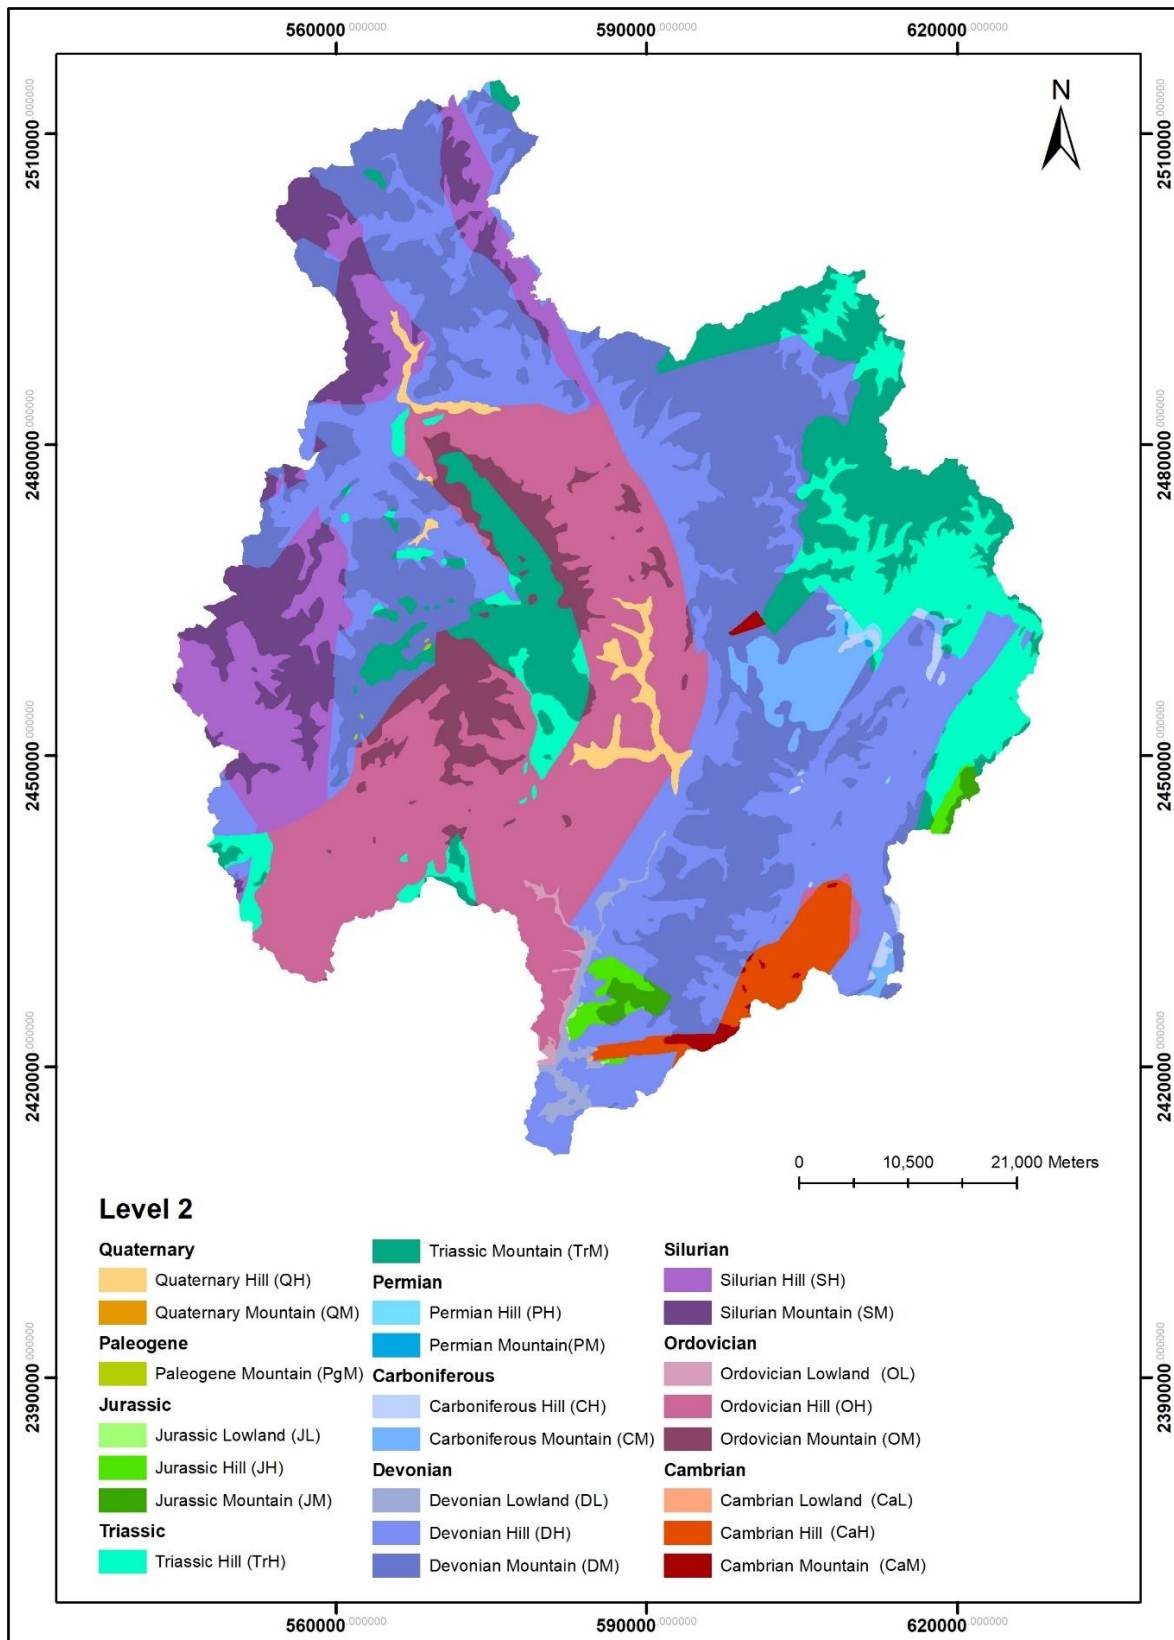 560000.000000 590000.000000 620000.000000
N
2510000.000000 2510000.000000
2480000.000000 2480000.000000
2450000.000000 2450000.000000
2420000.000000 2420000.000000
2390000.000000 2390000.000000
0 10,500 21,000 Meters
Level 2
Quaternary
Quaternary Hill (QH)
Quaternary Mountain (QM)
Paleogene
Paleogene Mountain (PgM)
Jurassic
Jurassic Lowland (JL)
Jurassic Hill (JH)
Jurassic Mountain (JM)
Triassic
Triassic Hill (TrH)
Triassic Mountain (TrM)
Permian
Permian Hill (PH)
Permian Mountain(PM)
Carboniferous
Carboniferous Hill (CH)
Carboniferous Mountain (CM)
Devonian
Devonian Lowland (DL)
Devonian Hill (DH)
Devonian Mountain (DM)
Silurian
Silurian Hill (SH)
Silurian Mountain (SM)
Ordovician
Ordovician Lowland (OL)
Ordovician Hill (OH)
Ordovician Mountain (OM)
Cambrian
Cambrian Lowland (CaL)
Cambrian Hill (CaH)
Cambrian Mountain (CaM)
560000.000000 590000.000000 620000.000000